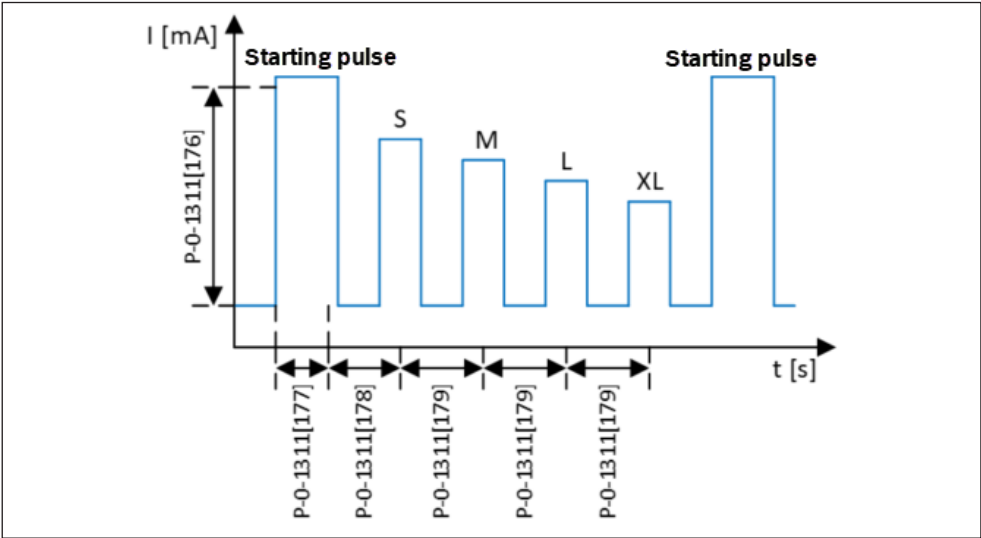 I [mA]
Starting pulse
Starting pulse
S
M
L
XL
P-0-1311[176]
t [s]
P-0-1311[177]
P-0-1311[178]
P-0-1311[179]
P-0-1311[179]
P-0-1311[179]